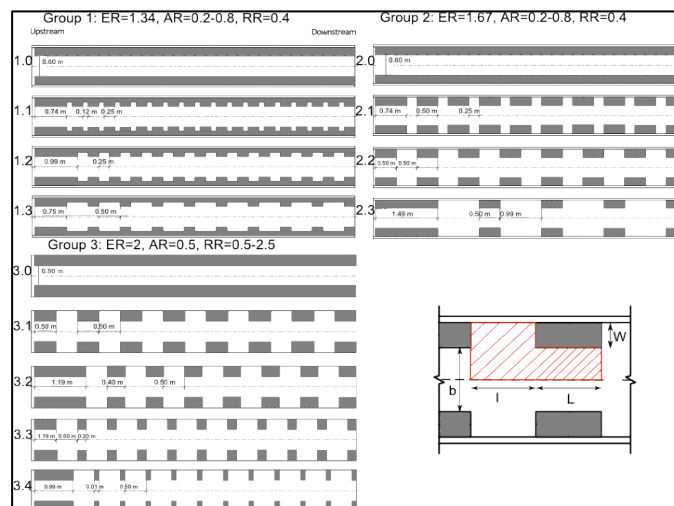 Group 1: ER=1.34, AR=0.2-0.8, RR=0.4
Upstream
Downstream
1.0
0.60 m
1.1
0.74 m
0.12 m
0.25 m
1.2
0.99 m
0.25 m
1.3
0.75 m
0.50 m
Group 2: ER=1.67, AR=0.2-0.8, RR=0.4
2.0
0.60 m
2.1
0.74 m
0.50 m
0.25 m
2.2
0.50 m
0.50 m
2.3
1.49 m
0.50 m
0.99 m
Group 3: ER=2, AR=0.5, RR=0.5-2.5
3.0
0.50 m
3.1
0.50 m
0.50 m
3.2
1.19 m
0.40 m
0.50 m
3.3
1.19 m
0.50 m
0.20 m
3.4
0.99 m
0.01 m
0.50 m
W
b
l
L